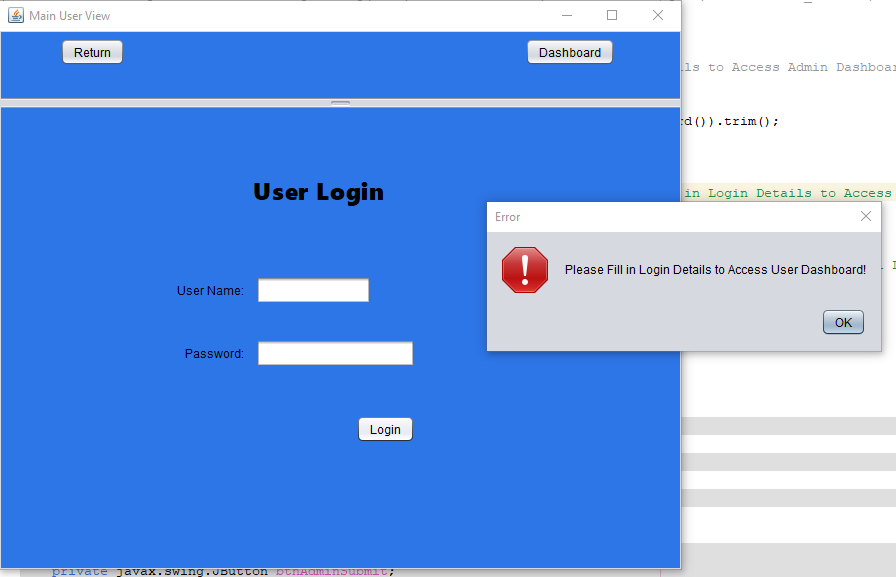 Main User View
Return
Dashboard
ls to Access Admin Dashboar
d()).trim();
User Login
in Login Details to Access
Error
Please Fill in Login Details to Access User Dashboard!
User Name:
OK
Password:
Login
private javax.swing.JButton btnAdminSubmit;